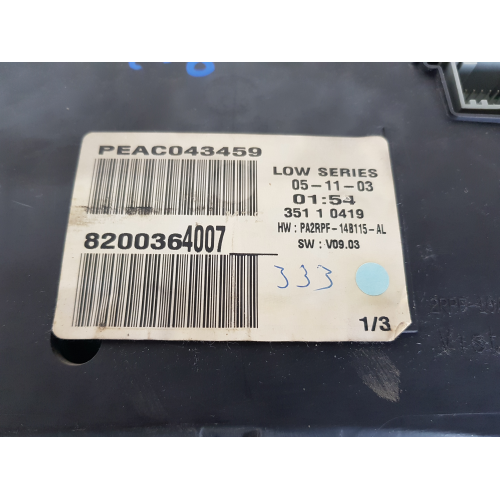 PEAC043459
LOW SERIES
05-11-03
01:54
351 1 0419
HW : PA2RPF-14B115-AL
SW : V09.03
8200364007
333
1/3